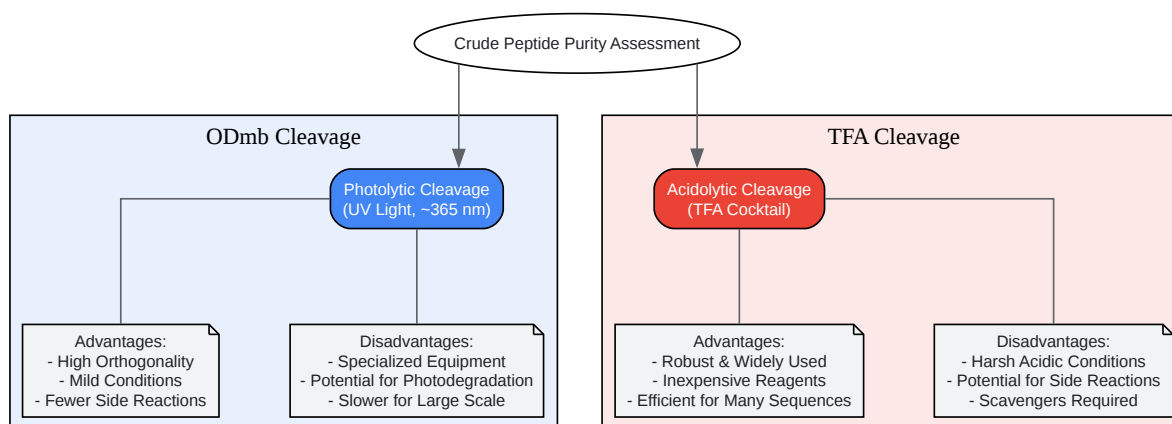 Crude Peptide Purity Assessment
ODmb Cleavage
Photolytic Cleavage
(UV Light, ~365 nm)
Advantages:
- High Orthogonality
- Mild Conditions
- Fewer Side Reactions
Disadvantages:
- Specialized Equipment
- Potential for Photodegradation
- Slower for Large Scale
TFA Cleavage
Acidolytic Cleavage
(TFA Cocktail)
Advantages:
- Robust & Widely Used
- Inexpensive Reagents
- Efficient for Many Sequences
Disadvantages:
- Harsh Acidic Conditions
- Potential for Side Reactions
- Scavengers Required